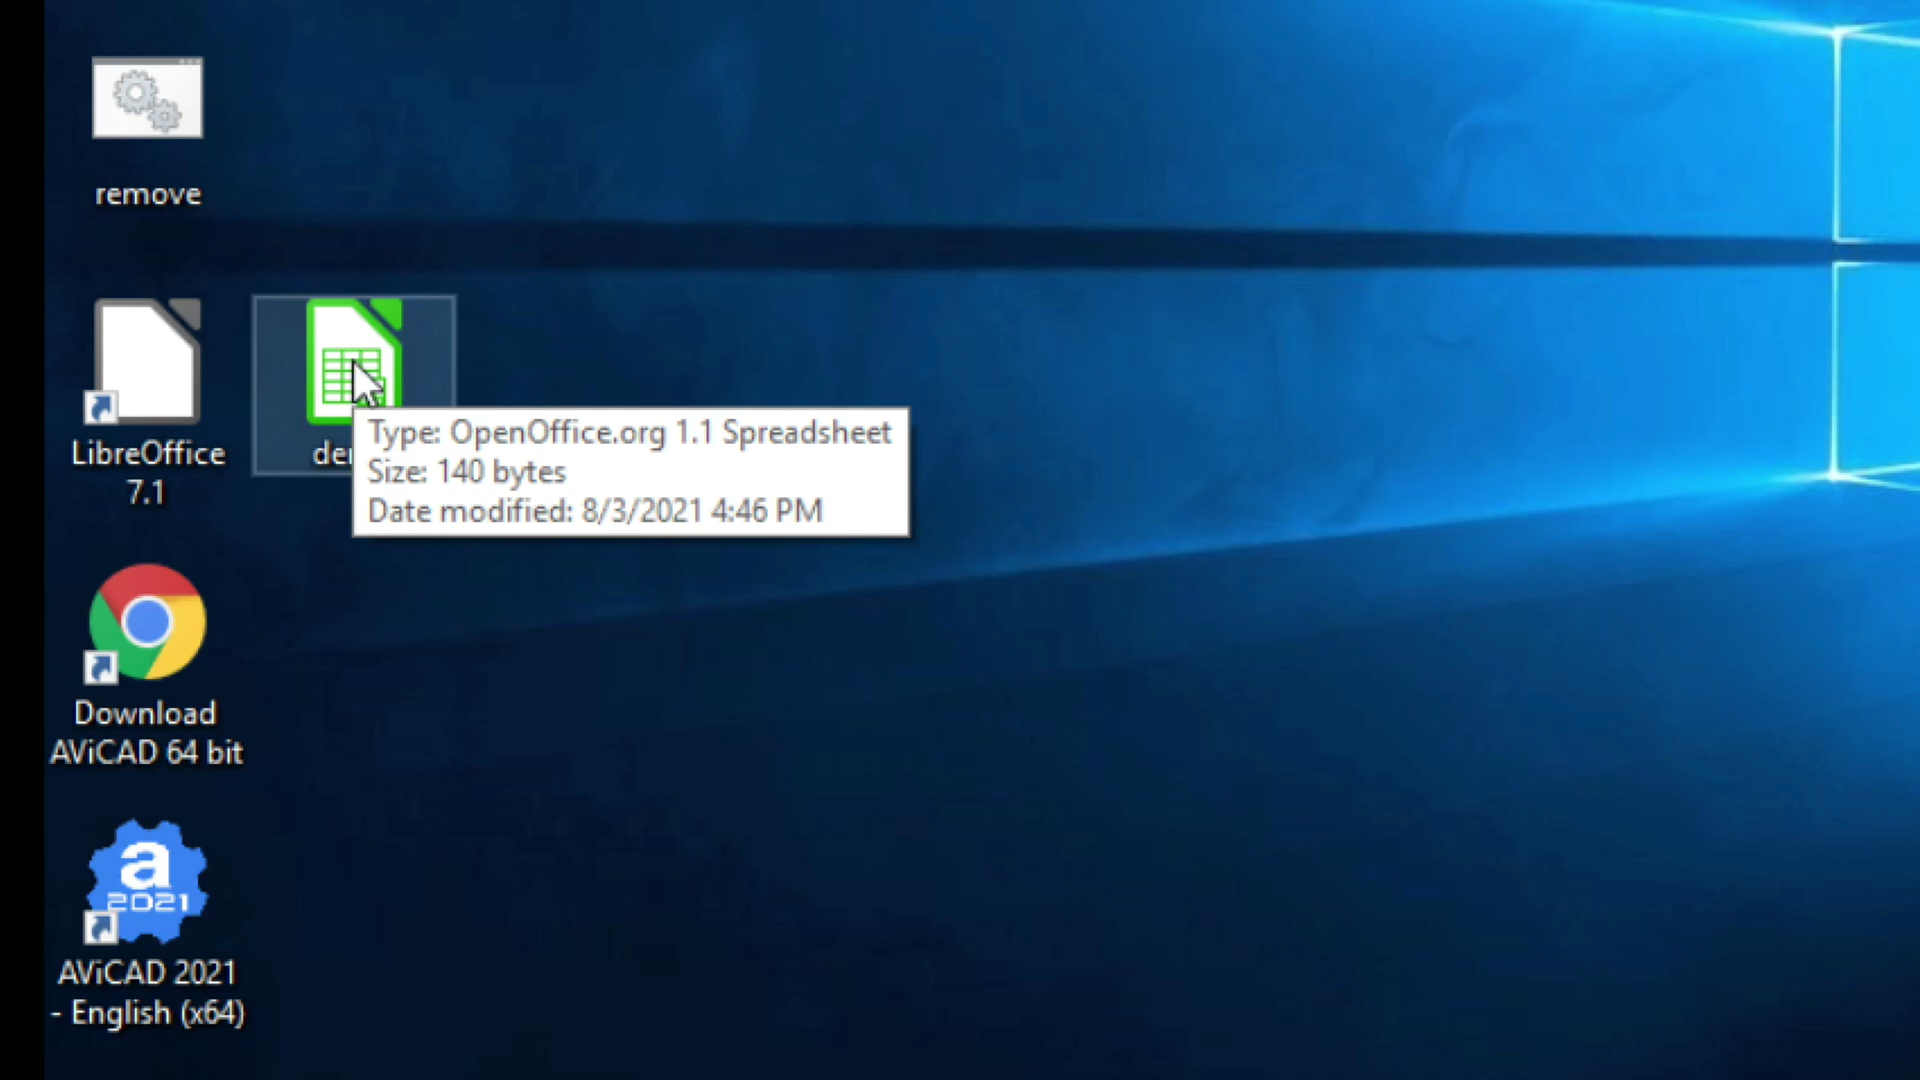 remove
LibreOffice
7.1
Type: OpenOffice.org 1.1 Spreadsheet
Size: 140 bytes
Date modified: 8/3/2021 4:46 PM
Download
AViCAD 64 bit
a
2021
AViCAD 2021
- English (x64)